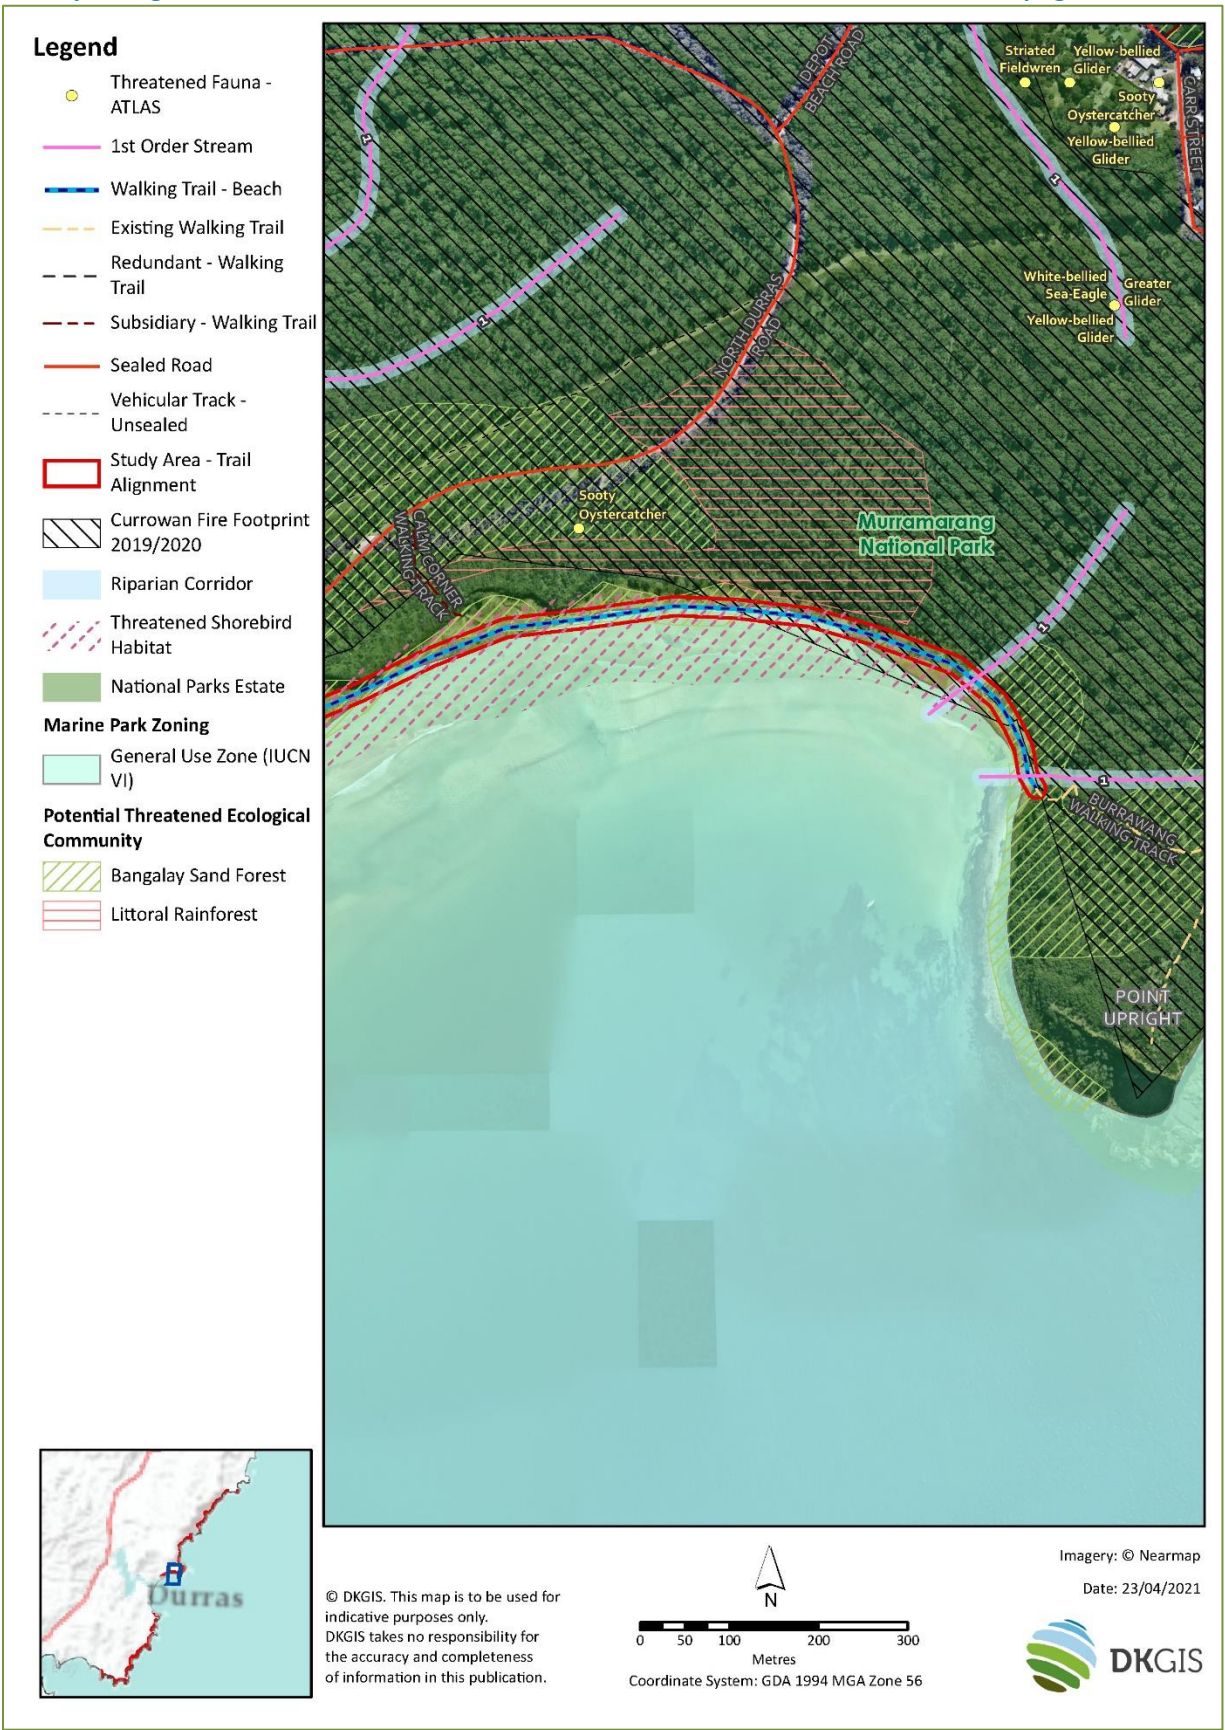 Legend
Threatened Fauna -
ATLAS
1st Order Stream
Walking Trail - Beach
Existing Walking Trail
Redundant - Walking
Trail
Subsidiary - Walking Trail
Sealed Road
Vehicular Track -
Unsealed
Study Area - Trail
Alignment
Currowan Fire Footprint
2019/2020
Riparian Corridor
Threatened Shorebird
Habitat
National Parks Estate
Marine Park Zoning
General Use Zone (IUCN
VI)
Potential Threatened Ecological
Community
Bangalay Sand Forest
Littoral Rainforest
DEPOT
BEACH ROAD
Striated
Fieldwren
Yellow-bellied
Glider
Sooty
Oystercatcher
Yellow-bellied
Glider
CARR STREET
1
1
1
White-bellied
Sea-Eagle
Greater
Glider
Yellow-bellied
Glider
NORTH DURRAS
ROAD
Sooty
Oystercatcher
CALM CORNER
WALKING TRACK
Murramarang
National Park
1
1
BURRAWANG
WALKING TRACK
POINT
UPRIGHT
Durras
© DKGIS. This map is to be used for
indicative purposes only.
DKGIS takes no responsibility for
the accuracy and completeness
of information in this publication.
N
0 50 100 200 300
Metres
Coordinate System: GDA 1994 MGA Zone 56
Imagery: © Nearmap
Date: 23/04/2021
DKGIS